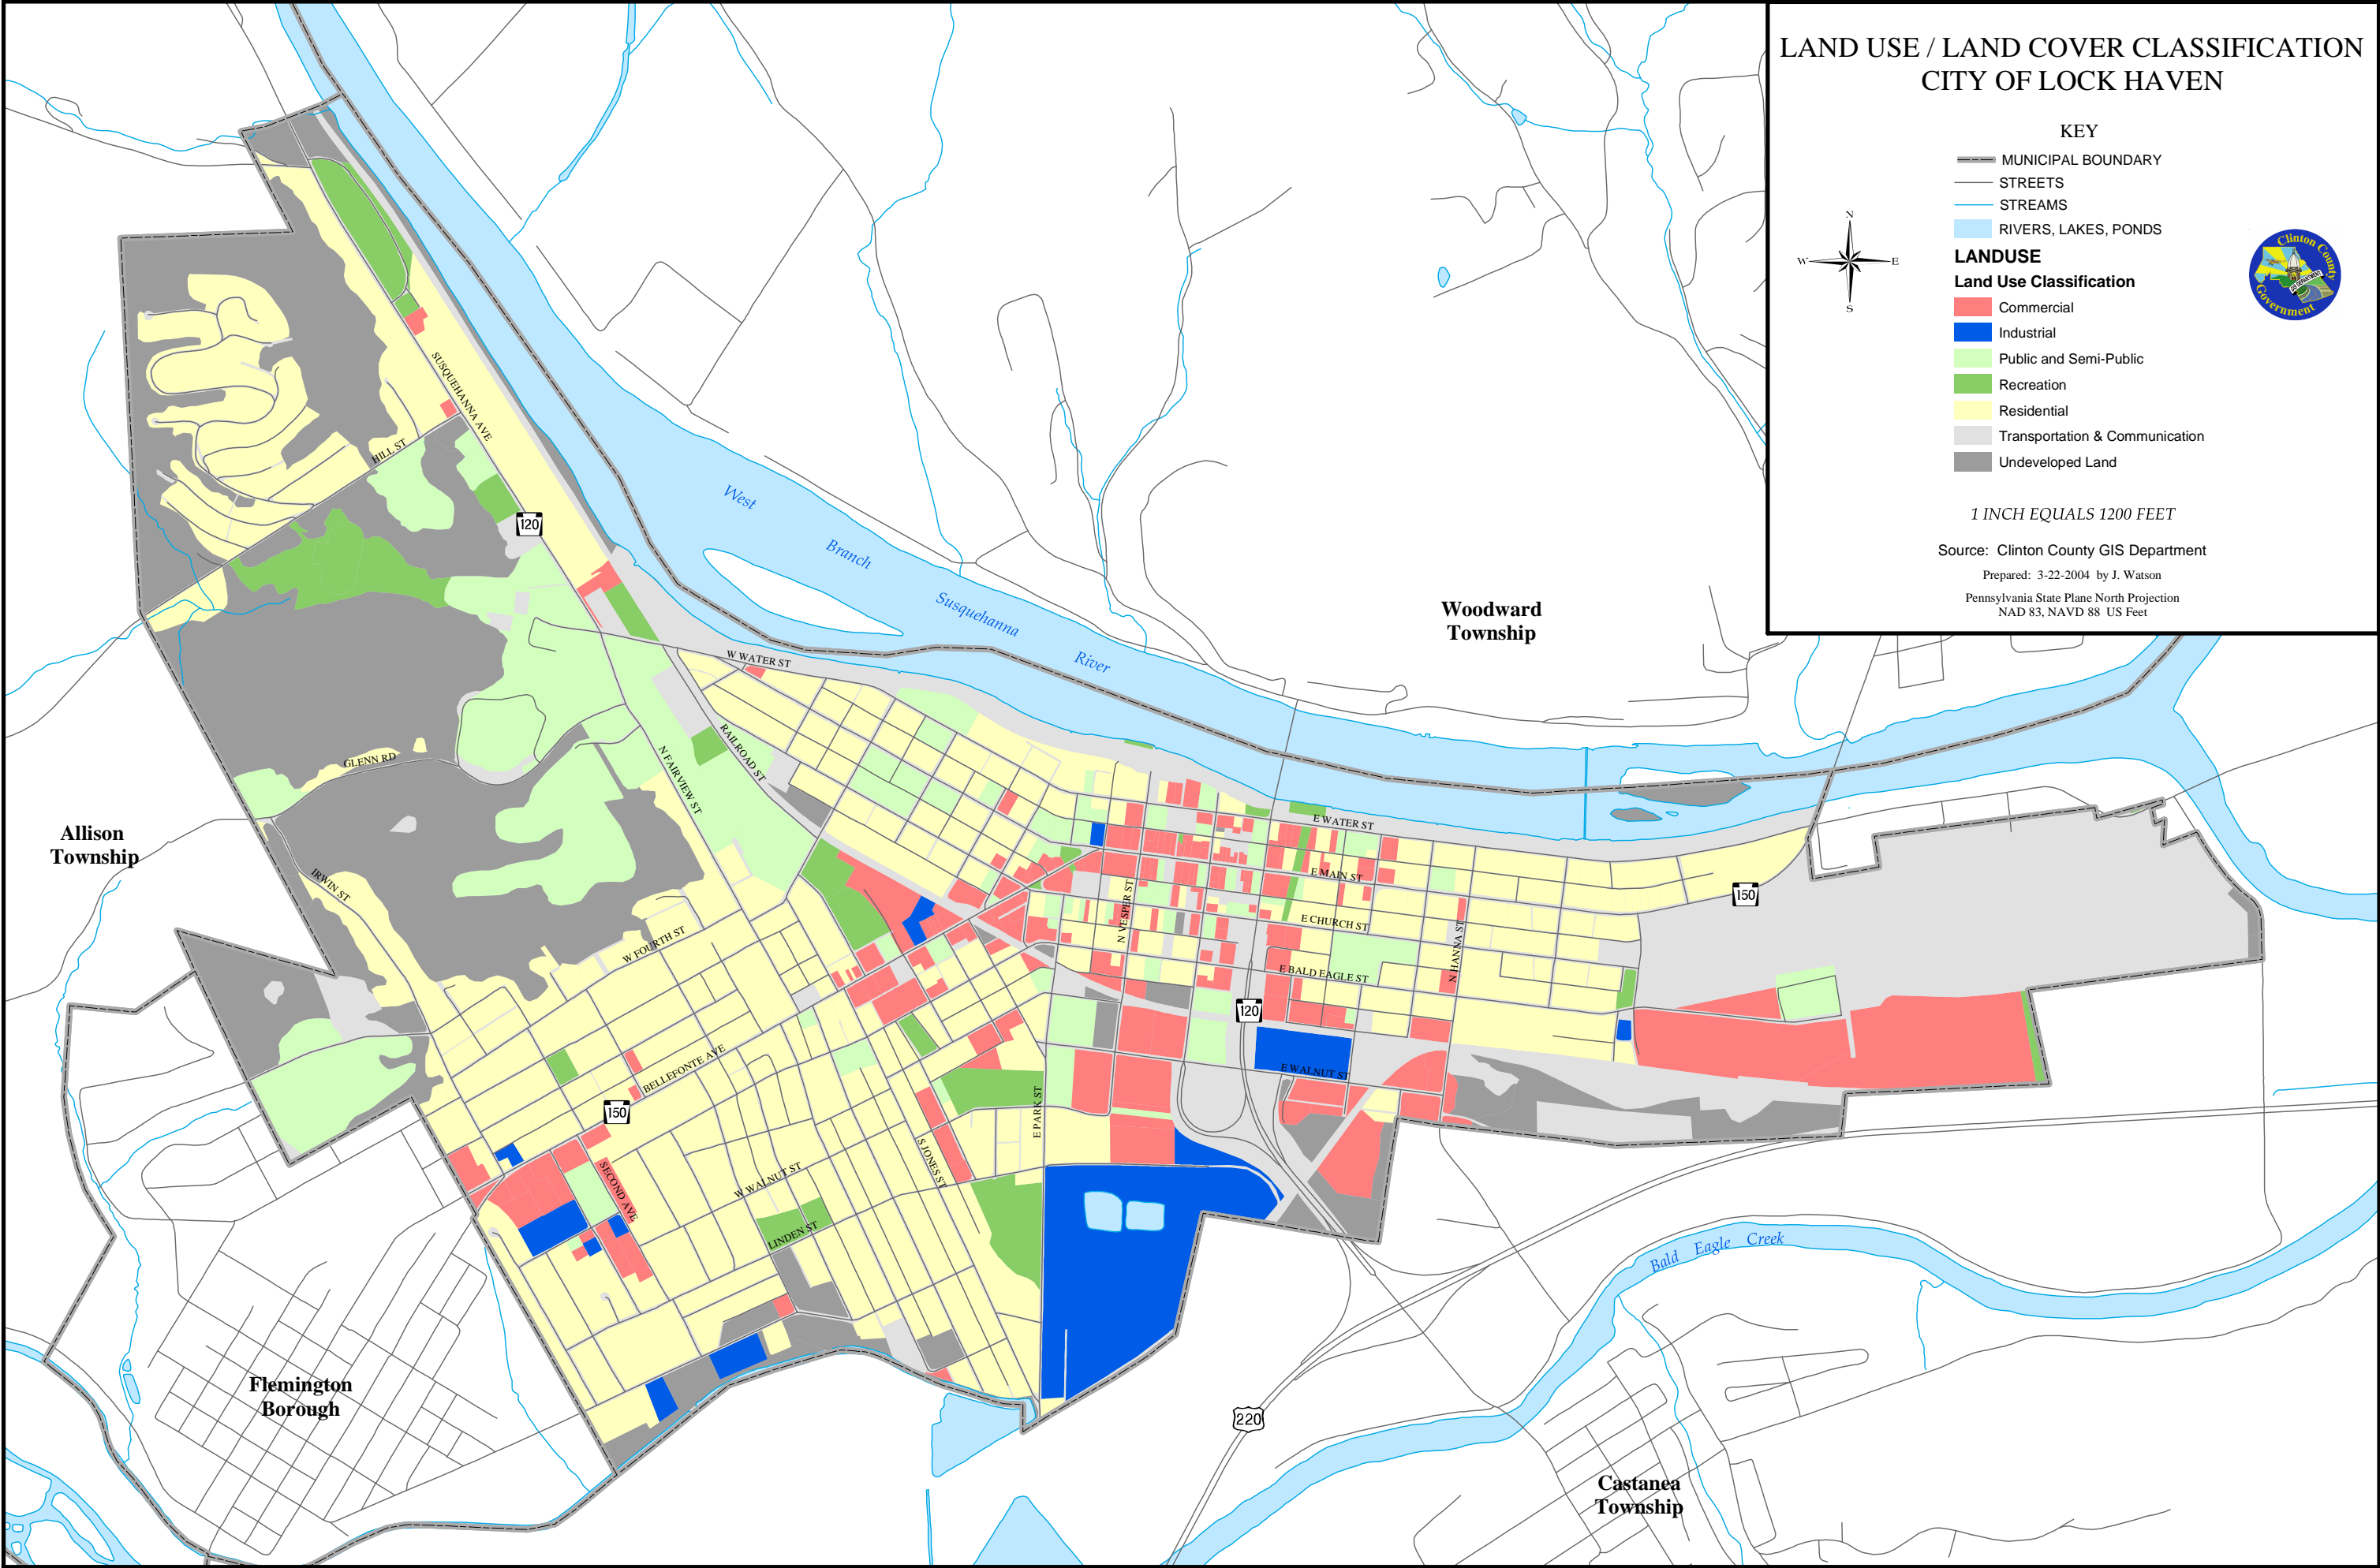 LAND USE / LAND COVER CLASSIFICATION
CITY OF LOCK HAVEN
KEY
MUNICIPAL BOUNDARY
STREETS
STREAMS
RIVERS, LAKES, PONDS
LANDUSE
Land Use Classification
Commercial
Industrial
Public and Semi-Public
Recreation
Residential
Transportation & Communication
Undeveloped Land
N
W
E
S
Clinton County
Government
1 INCH EQUALS 1200 FEET
Source: Clinton County GIS Department
Prepared: 3-22-2004 by J. Watson
Pennsylvania State Plane North Projection
NAD 83, NAVD 88 US Feet
SUSQUEHANNA AVE
HILL ST
120
West
Branch
Susquehanna
River
Woodward
Township
W WATER ST
RAILROAD ST
N FAIRVIEW ST
GLENN RD
Allison
Township
IRWIN ST
W FOURTH ST
E WATER ST
E MAIN ST
150
N VESPER ST
E CHURCH ST
N HANNA ST
E BALD EAGLE ST
120
BELLEFONTE AVE
150
E WALNUT ST
E PARK ST
S JONES ST
SECOND AVE
W WALNUT ST
LINDEN ST
Bald Eagle Creek
Flemington
Borough
220
Castanea
Township